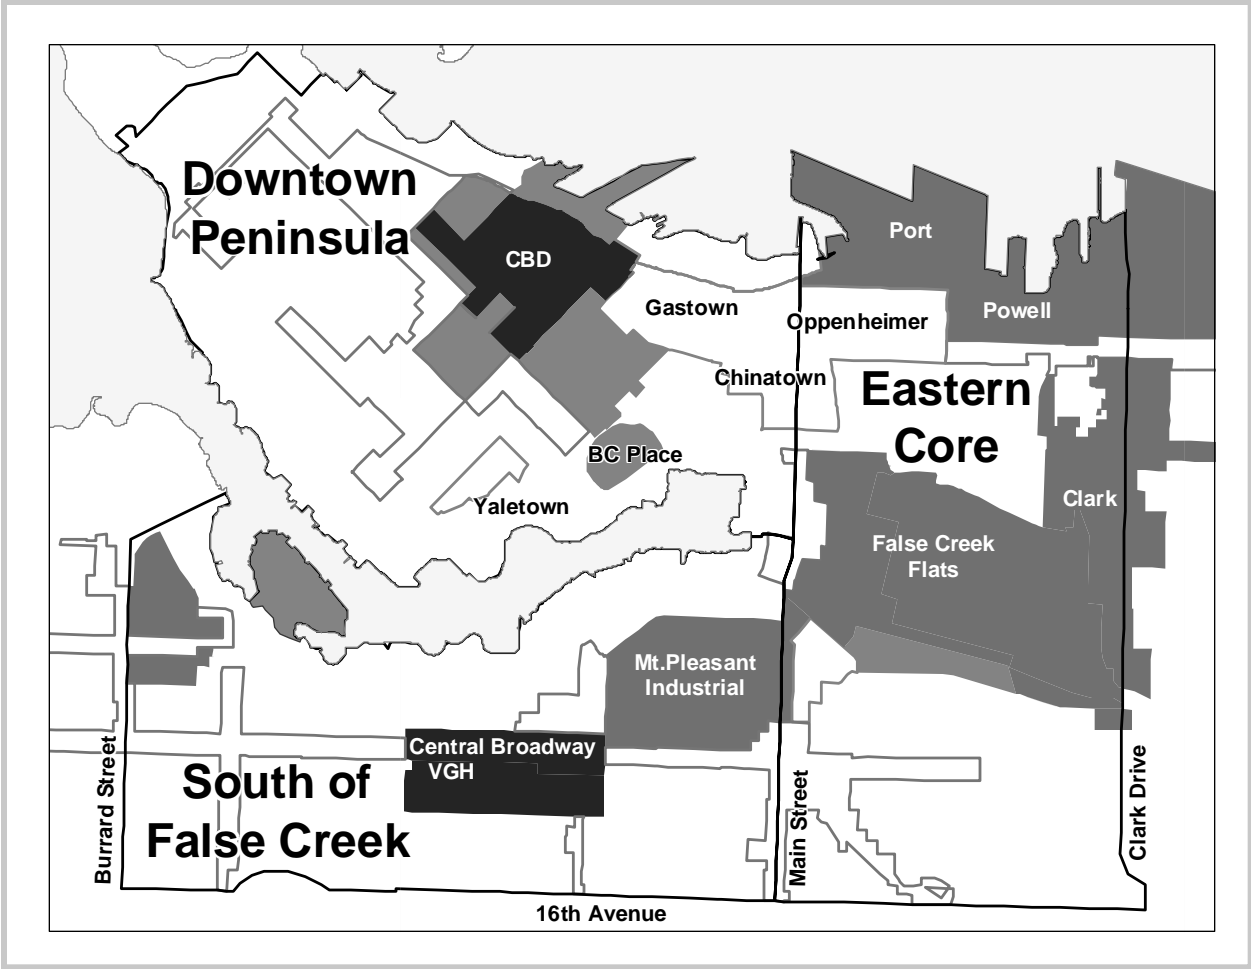 Downtown
Peninsula
Port
CBD
Gastown
Powell
Oppenheimer
Chinatown
Eastern
Core
BC Place
Yaletown
Clark
False Creek
Flats
Mt.Pleasant
Industrial
Central Broadway
VGH
South of
False Creek
Burrard Street
Main Street
Clark Drive
16th Avenue